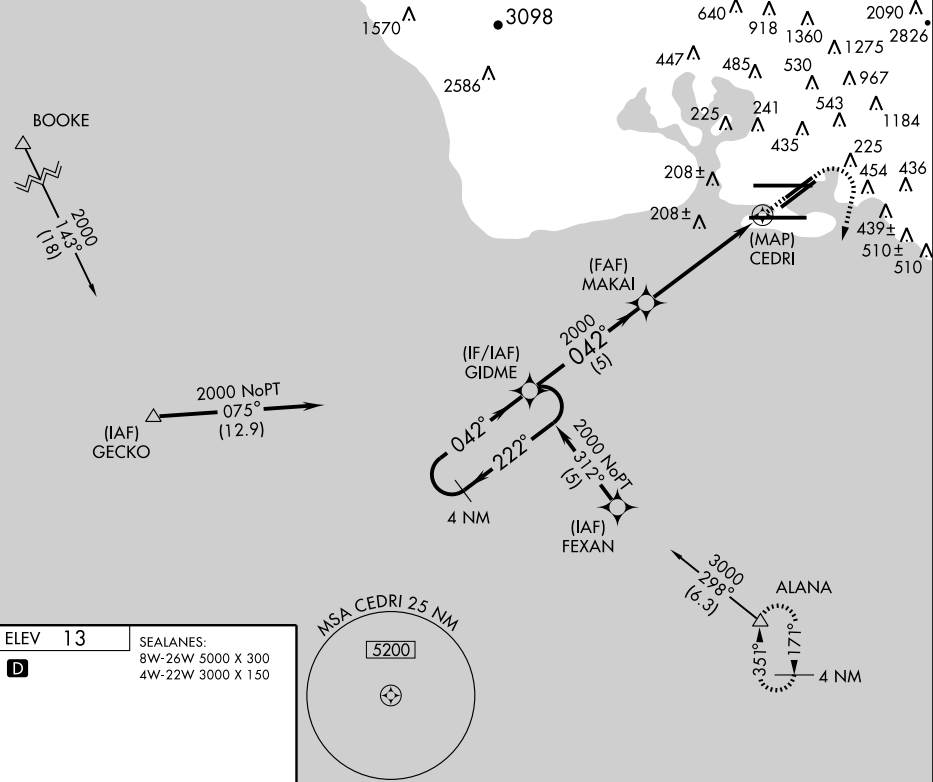 1570
3098
640
918
1360
2090
2826
2586
447
485
530
1275
967
225
241
435
543
1184
225
454
436
208±
208±
439±
510±
510
BOOKE
2000
143°
(18)
(MAP)
CEDRI
(FAF)
MAKAI
2000
042°
(5)
(IF/IAF)
GIDME
2000 NoPT
075°
(12.9)
(IAF)
GECKO
042°
222°
4 NM
2000 NoPT
312°
(5)
(IAF)
FEXAN
3000
298°
(6.3)
ALANA
351°
171°
4 NM
MSA CEDRI 25 NM
5200
ELEV 13
D
SEALANES:
8W-26W 5000 X 300
4W-22W 3000 X 150